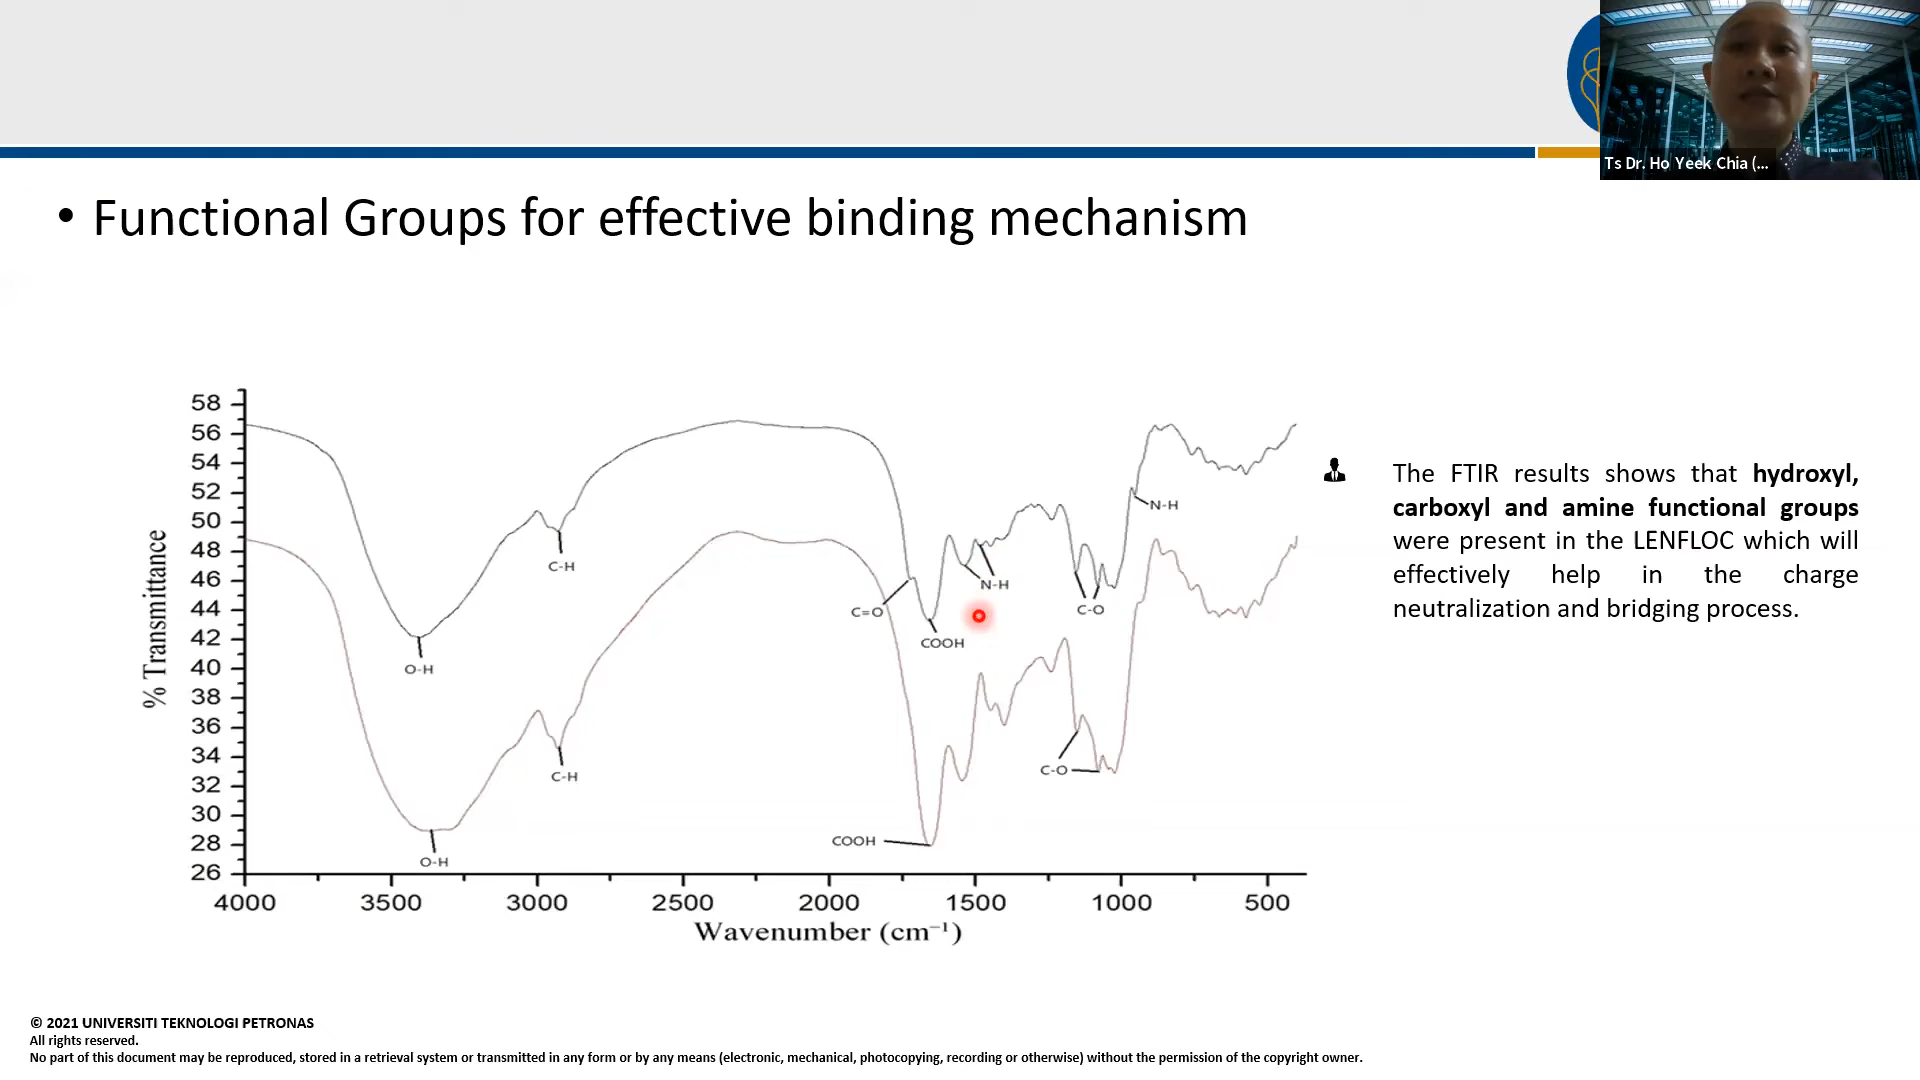 Ts Dr. Ho Yeek Chia (...
• Functional Groups for effective binding mechanism
58
56
54
52
50
48
46
44
42
40
38
36
34
32
30
28
26
% Transmittance
O-H
C-H
C=O
COOH
N-H
C-O
N-H
O-H
C-H
COOH
C-O
4000 3500 3000 2500 2000 1500 1000 500
Wavenumber (cm⁻¹)
The FTIR results shows that hydroxyl,
carboxyl and amine functional groups
were present in the LENFLOC which will
effectively help in the charge
neutralization and bridging process.
© 2021 UNIVERSITI TEKNOLOGI PETRONAS
All rights reserved.
No part of this document may be reproduced, stored in a retrieval system or transmitted in any form or by any means (electronic, mechanical, photocopying, recording or otherwise) without the permission of the copyright owner.